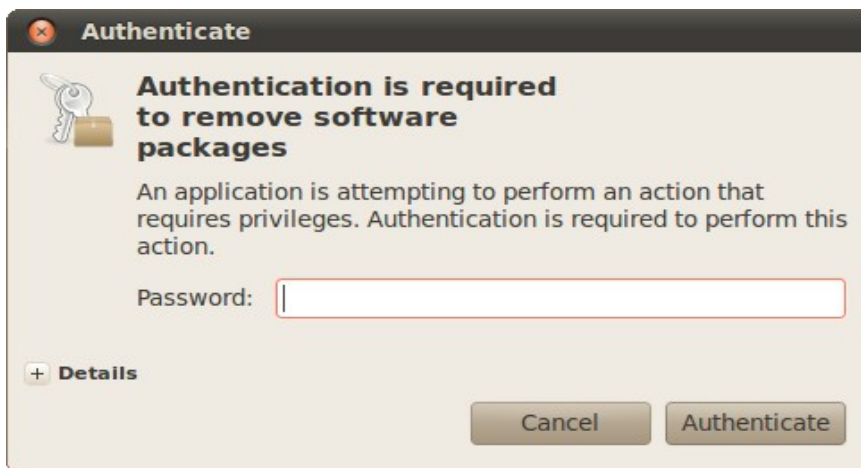 Authenticate
Authentication is required
to remove software
packages
An application is attempting to perform an action that
requires privileges. Authentication is required to perform this
action.
Password:
Details
Cancel Authenticate